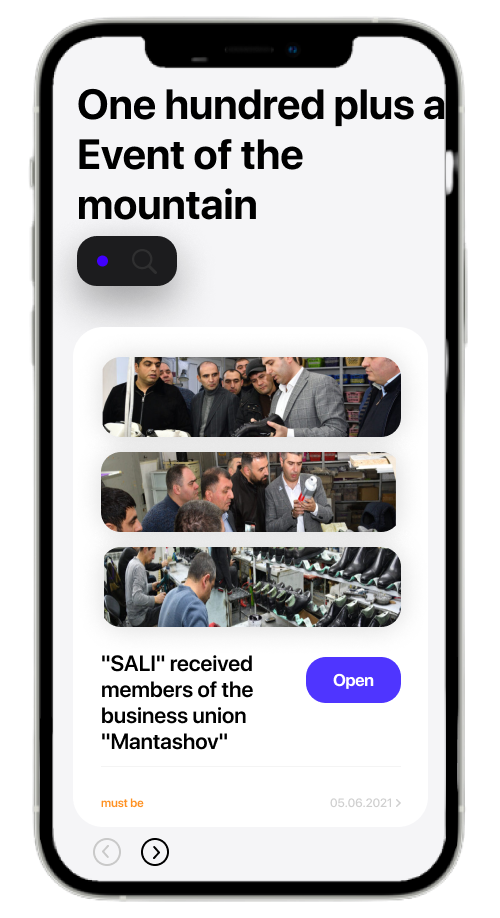 One hundred plus a
Event of the
mountain
"SALI" received
members of the
business union
"Mantashov"
Open
must be
05.06.2021